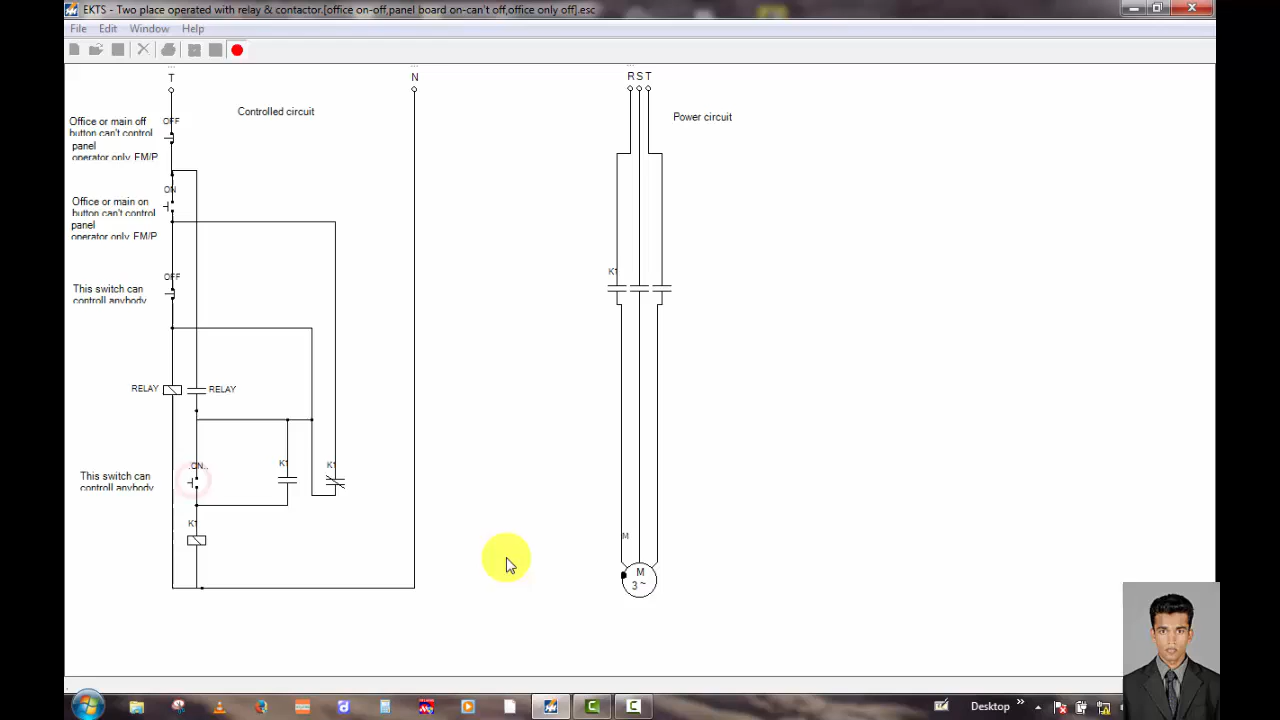 EKTS - Two place operated with relay & contactor.[office on-off,panel board on-can't off,office only off].esc
File Edit Window Help
T
N
R S T
Controlled circuit
Power circuit
Office or main off
button can't control
panel
operator only. EM/P
OFF
ON
Office or main on
button can't control
panel
operator only. EM/P
OFF
This switch can
controll anybody
K1
RELAY
RELAY
.ON..
K1
K1
This switch can
controll anybody
K1
M
M
3 ~
Desktop